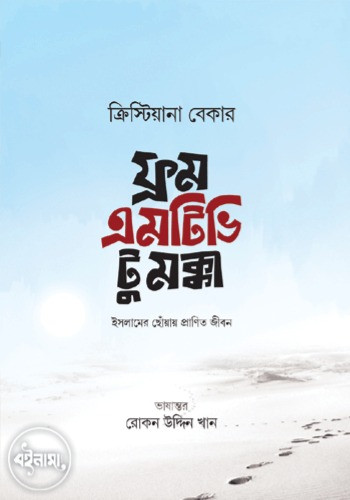 ক্রিস্টিয়ানা বেকার
ফ্রম
এমটিভি
টু মক্কা
ইসলামের ছোঁয়ায় প্রাণিত জীবন
ভাষান্তর
রোকন উদ্দিন খান
বইনামা